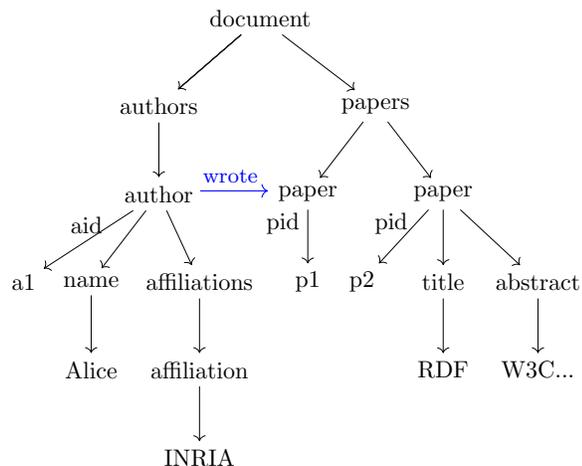 document
authors papers
wrote
author paper paper
aid pid pid
a1 name affiliations p1 p2 title abstract
Alice affiliation RDF W3C...
INRIA